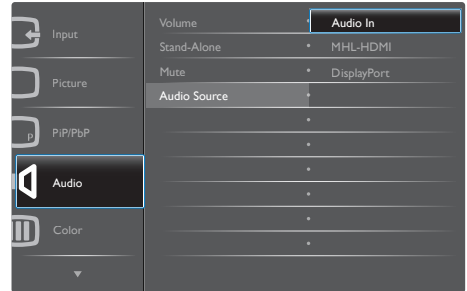 Input
Picture
P
PiP/PbP
Audio
Color
Volume
Stand-Alone
Mute
Audio Source
Audio In
MHL-HDMI
DisplayPort